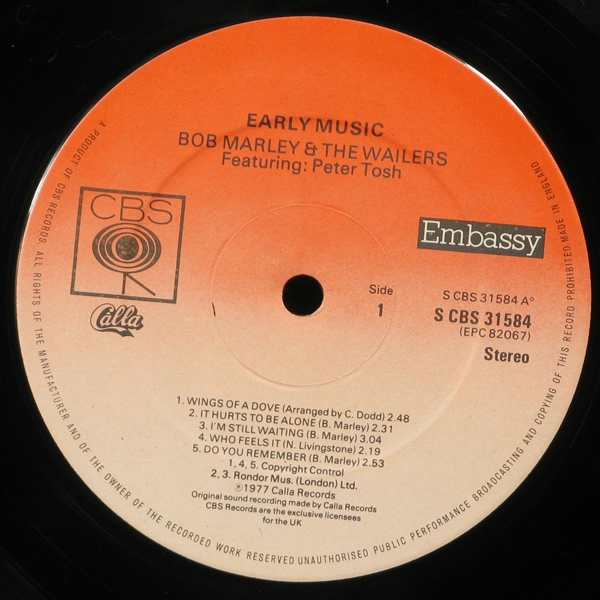 EARLY MUSIC
BOB MARLEY & THE WAILERS
Featuring: Peter Tosh
CBS
Embassy
Calla
Side
1
S CBS 31584 A°
S CBS 31584
(EPC 82067)
Stereo
1. WINGS OF A DOVE (Arranged by C. Dodd) 2.48
2. IT HURTS TO BE ALONE (B. Marley) 2.31
3. I'M STILL WAITING (B. Marley) 3.04
4. WHO FEELS IT (N. Livingstone) 2.19
5. DO YOU REMEMBER (B. Marley) 2.53
1, 4, 5. Copyright Control
2, 3. Rondor Mus. (London) Ltd.
℗1977 Calla Records
Original sound recording made by Calla Records
CBS Records are the exclusive licensees
for the UK
A PRODUCT OF CBS RECORDS. ALL RIGHTS OF THE MANUFACTURER AND OF THE OWNER OF THE RECORDED WORK RESERVED UNAUTHORISED PUBLIC PERFORMANCE BROADCASTING AND COPYING OF THIS RECORD PROHIBITED. MADE IN ENGLAND